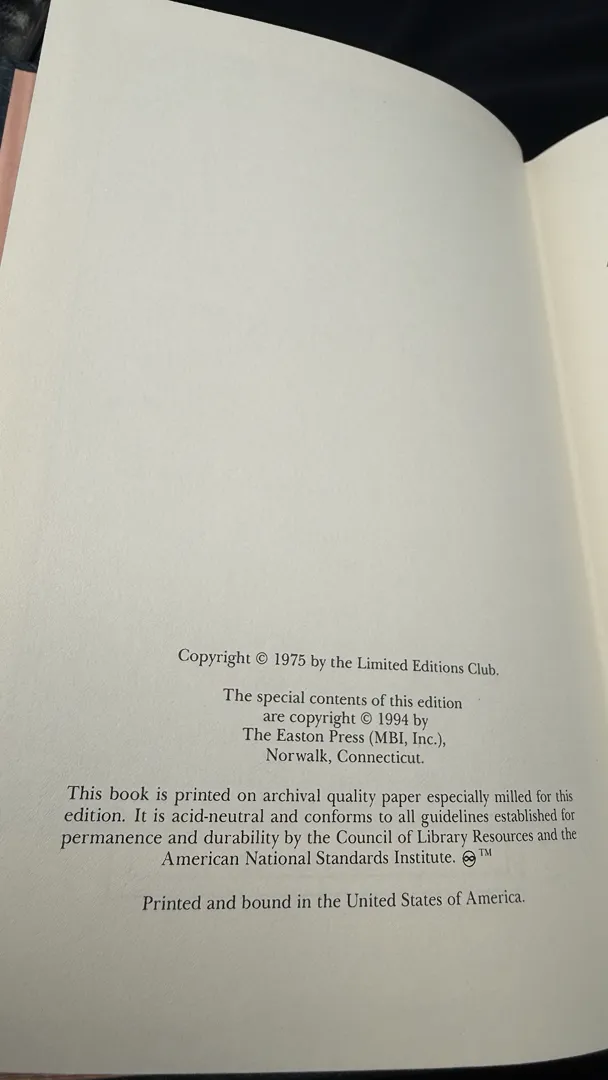 Copyright © 1975 by the Limited Editions Club.
The special contents of this edition
are copyright © 1994 by
The Easton Press (MBI, Inc.),
Norwalk, Connecticut.
This book is printed on archival quality paper especially milled for this
edition. It is acid-neutral and conforms to all guidelines established for
permanence and durability by the Council of Library Resources and the
American National Standards Institute. ♾™
Printed and bound in the United States of America.